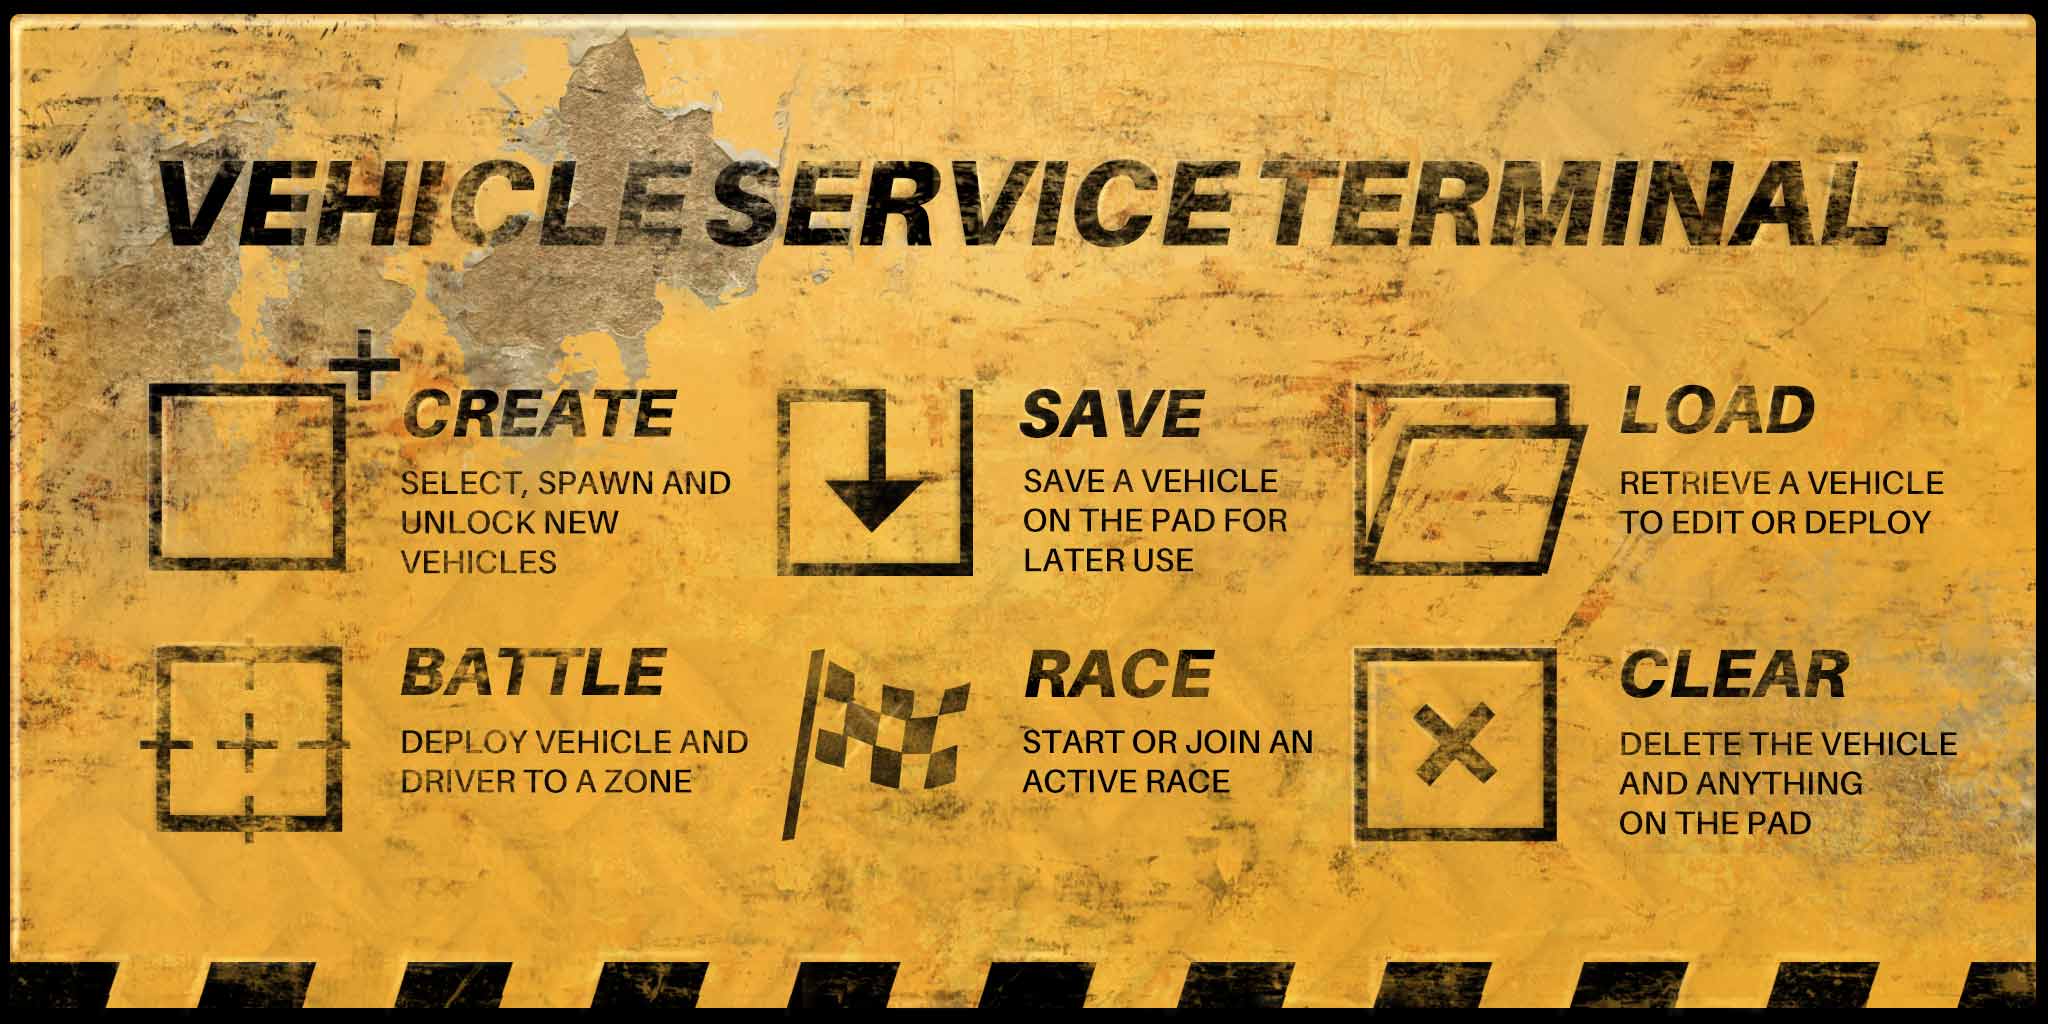 VEHICLE SERVICE TERMINAL
CREATE
SELECT, SPAWN AND
UNLOCK NEW
VEHICLES
SAVE
SAVE A VEHICLE
ON THE PAD FOR
LATER USE
LOAD
RETRIEVE A VEHICLE
TO EDIT OR DEPLOY
BATTLE
DEPLOY VEHICLE AND
DRIVER TO A ZONE
RACE
START OR JOIN AN
ACTIVE RACE
CLEAR
DELETE THE VEHICLE
AND ANYTHING
ON THE PAD